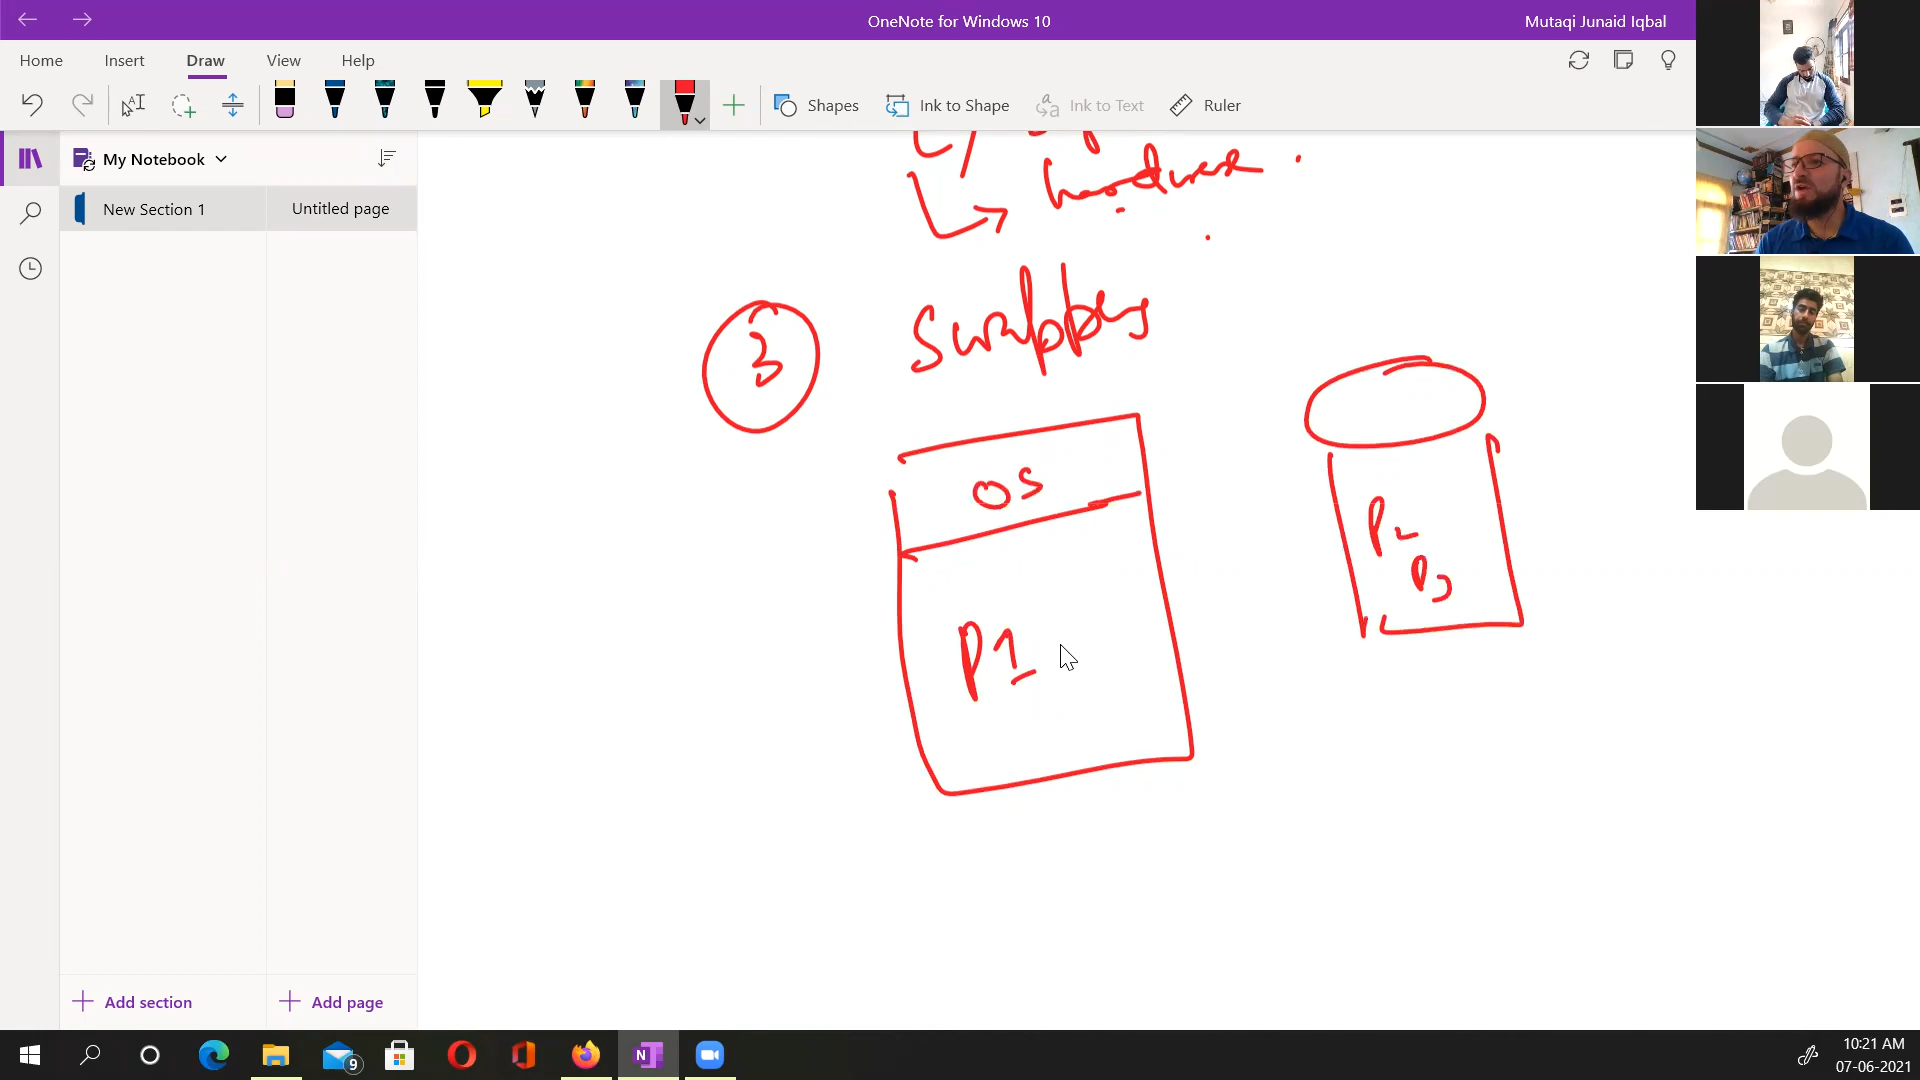 OneNote for Windows 10
Mutaqi Junaid Iqbal
Home Insert Draw View Help
Shapes Ink to Shape Ink to Text Ruler
My Notebook
New Section 1
Untitled page
hardware .
3
OS
P1
P2
P3
Add section
Add page
9
N
10:21 AM
07-06-2021